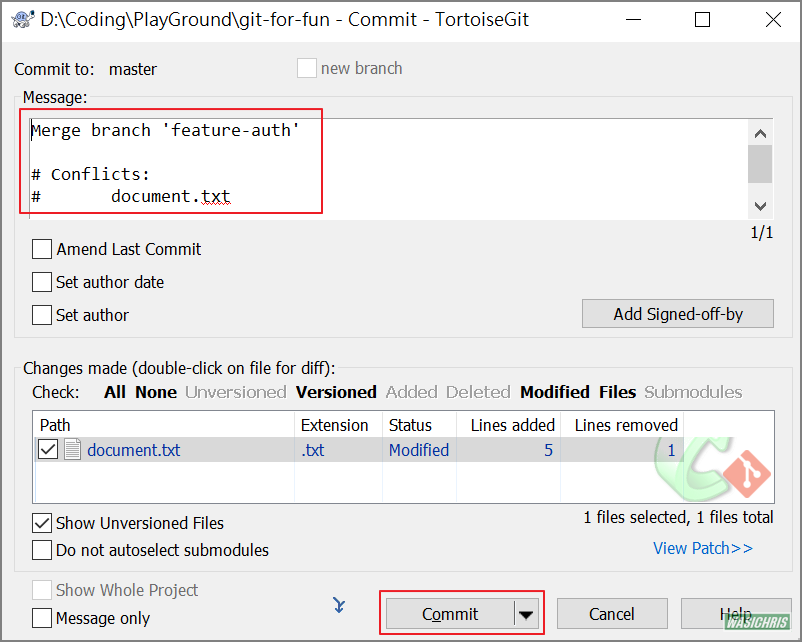 D:\Coding\PlayGround\git-for-fun - Commit - TortoiseGit
Commit to: master
new branch
Message:
Merge branch 'feature-auth'
# Conflicts:
# document.txt
1/1
Amend Last Commit
Set author date
Set author
Add Signed-off-by
Changes made (double-click on file for diff):
Check: All None Unversioned Versioned Added Deleted Modified Files Submodules
Path Extension Status Lines added Lines removed
document.txt .txt Modified 5 1
Show Unversioned Files
1 files selected, 1 files total
Do not autoselect submodules
View Patch>>
Show Whole Project
Message only
Commit
Cancel
Help
WASICHRIS